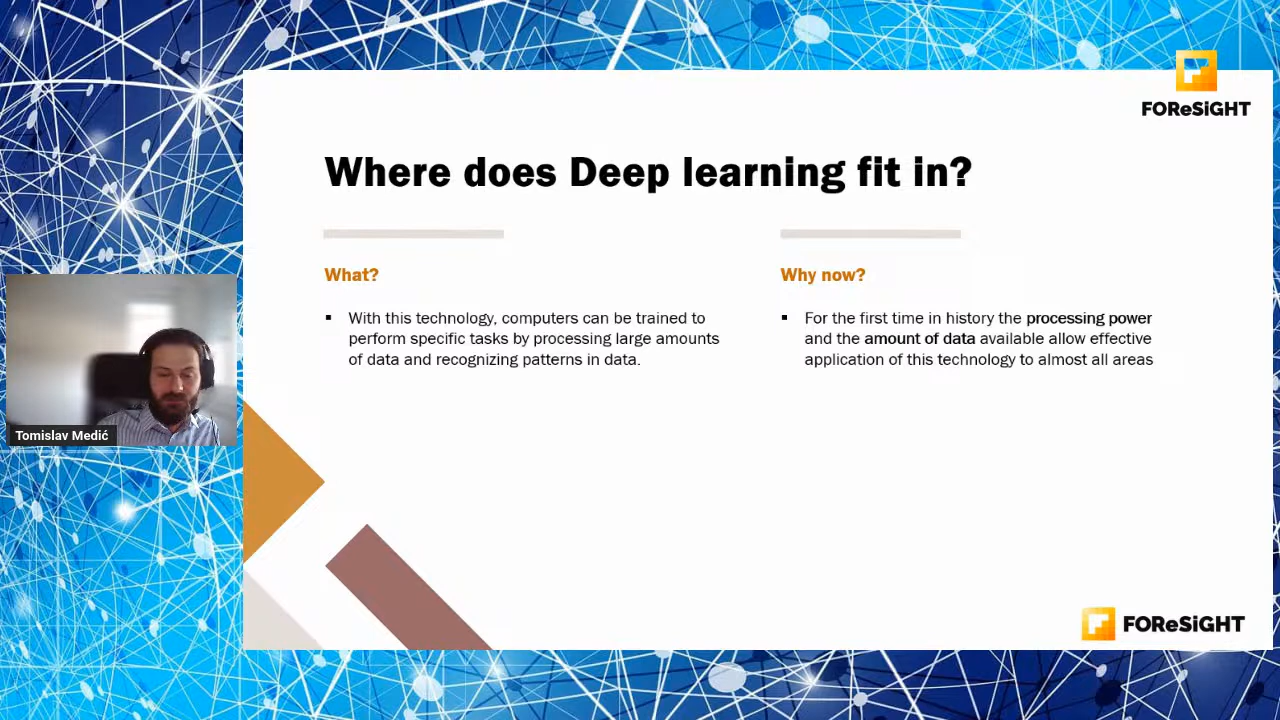 FOReSiGHT
Where does Deep learning fit in?
What?
▪ With this technology, computers can be trained to
perform specific tasks by processing large amounts
of data and recognizing patterns in data.
Why now?
▪ For the first time in history the processing power
and the amount of data available allow effective
application of this technology to almost all areas
Tomislav Medić
FOReSiGHT